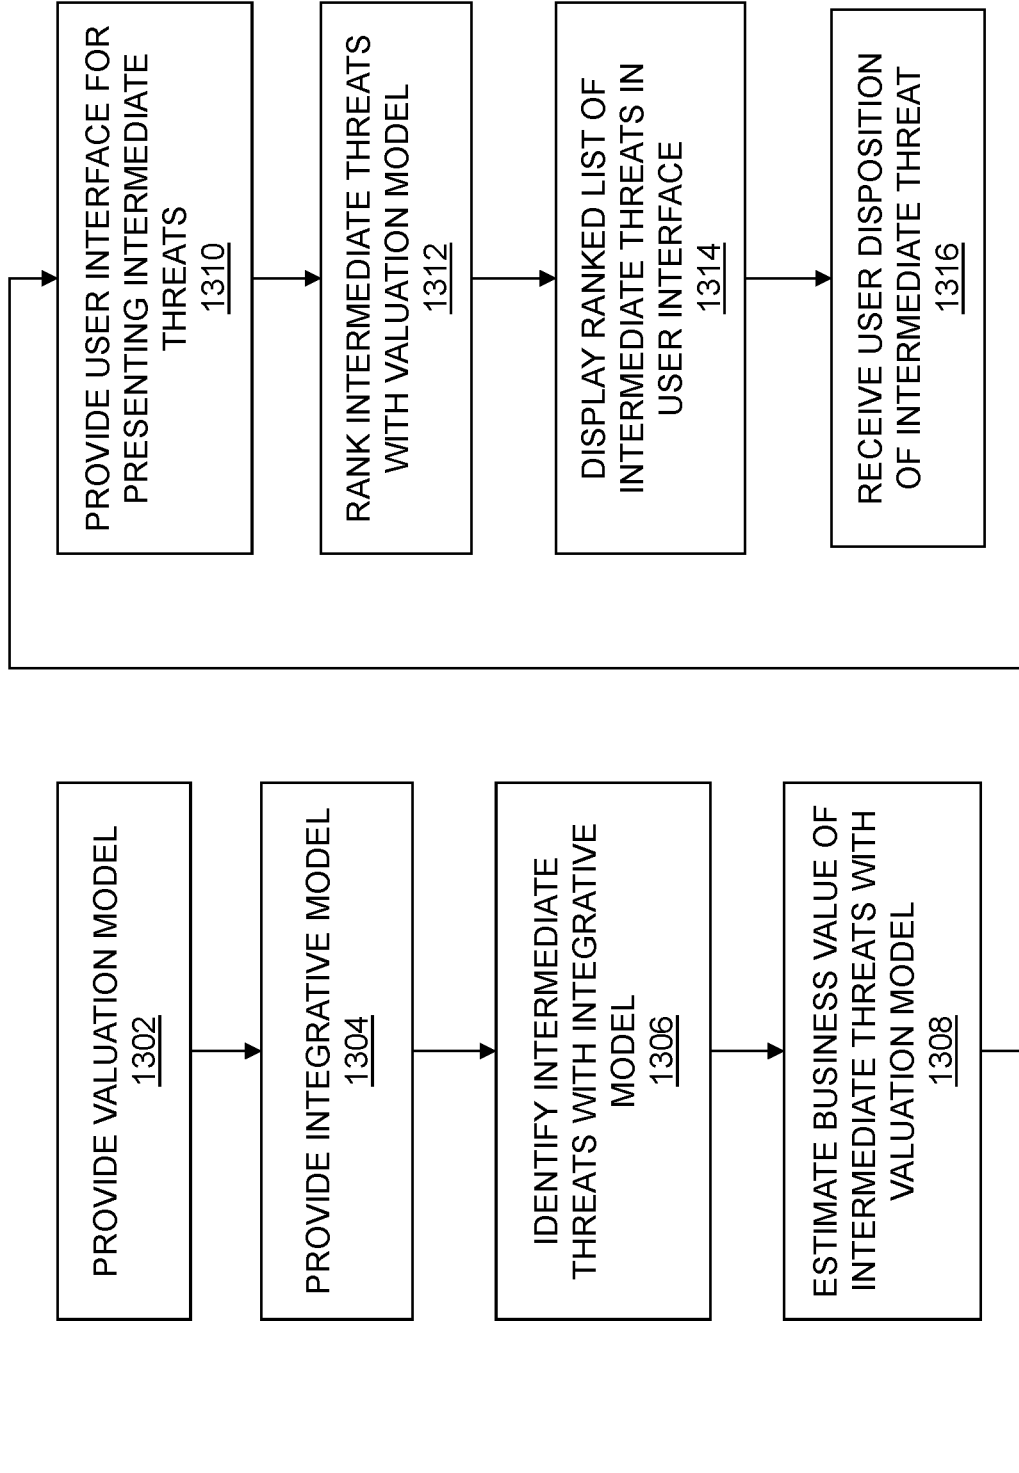 PROVIDE VALUATION MODEL
1302
PROVIDE INTEGRATIVE MODEL
1304
IDENTIFY INTERMEDIATE
THREATS WITH INTEGRATIVE
MODEL
1306
ESTIMATE BUSINESS VALUE OF
INTERMEDIATE THREATS WITH
VALUATION MODEL
1308
PROVIDE USER INTERFACE FOR
PRESENTING INTERMEDIATE
THREATS
1310
RANK INTERMEDIATE THREATS
WITH VALUATION MODEL
1312
DISPLAY RANKED LIST OF
INTERMEDIATE THREATS IN
USER INTERFACE
1314
RECEIVE USER DISPOSITION
OF INTERMEDIATE THREAT
1316